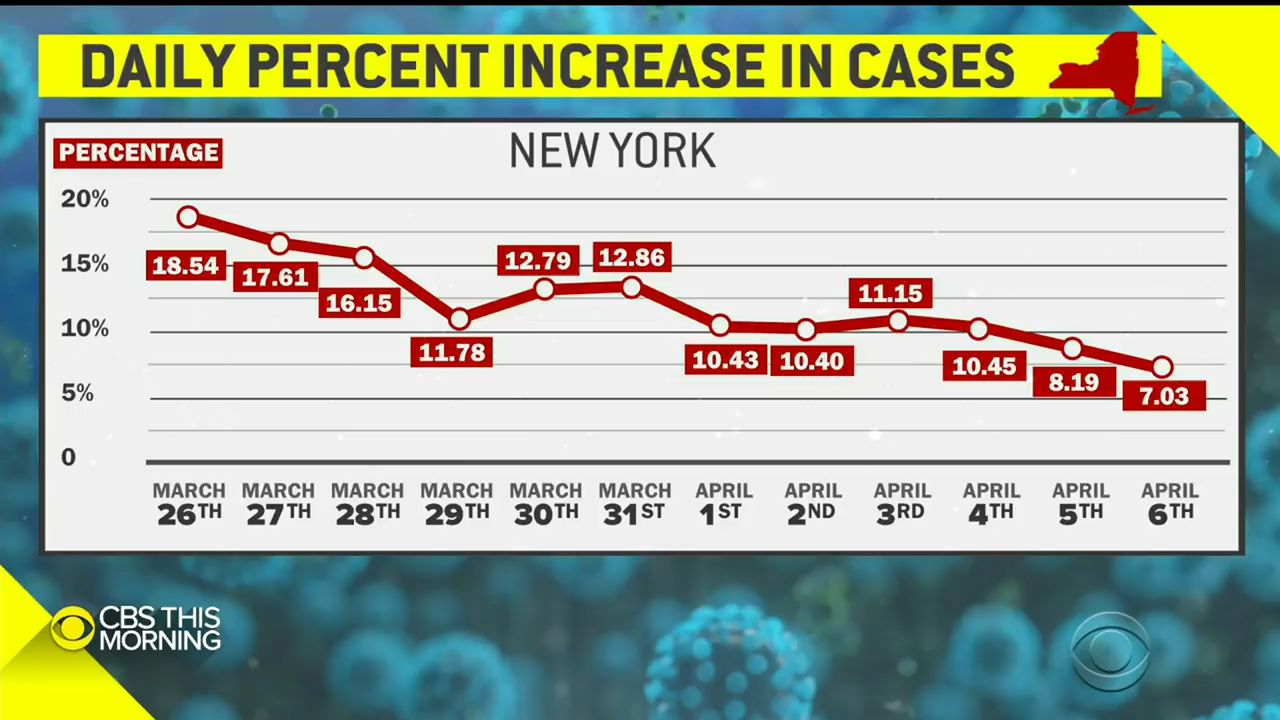 DAILY PERCENT INCREASE IN CASES
PERCENTAGE
NEW YORK
20%
15%
10%
5%
0
18.54
17.61
16.15
11.78
12.79
12.86
10.43
10.40
11.15
10.45
8.19
7.03
MARCH 26TH
MARCH 27TH
MARCH 28TH
MARCH 29TH
MARCH 30TH
MARCH 31ST
APRIL 1ST
APRIL 2ND
APRIL 3RD
APRIL 4TH
APRIL 5TH
APRIL 6TH
CBS THIS
MORNING